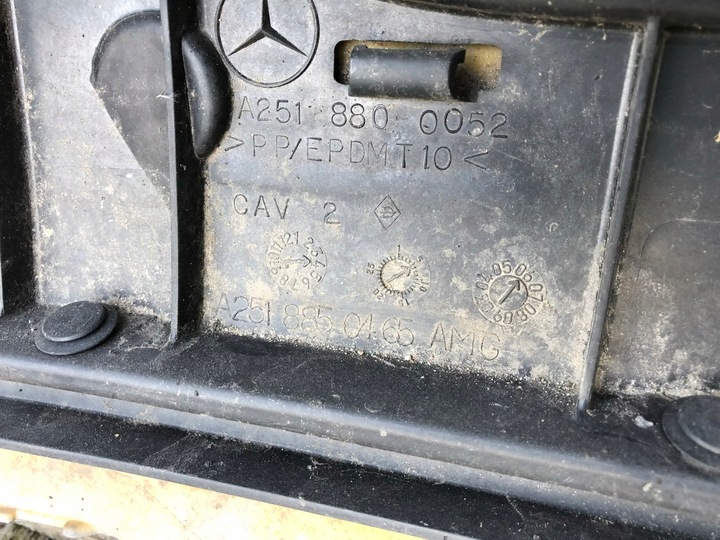 A251 880 0052
>PP/EPDM T10<
CAV 2
A251 885 04 65 AMG